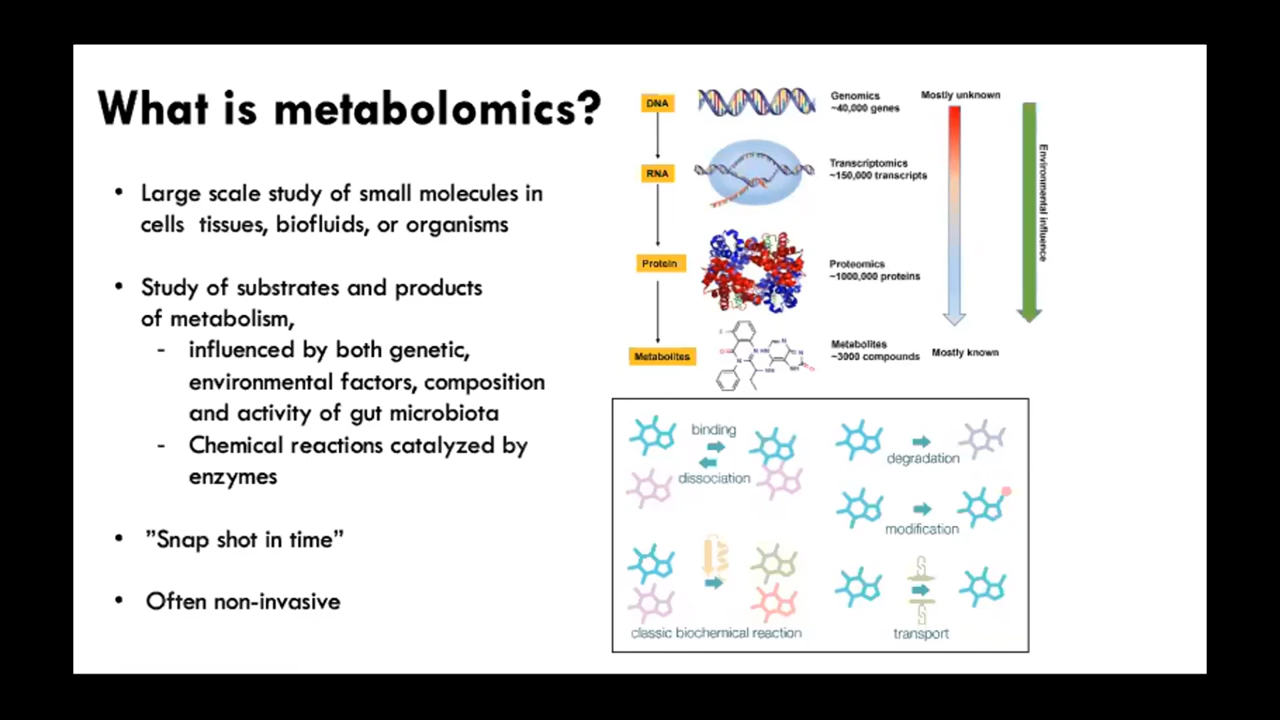 What is metabolomics?
• Large scale study of small molecules in
cells tissues, biofluids, or organisms
• Study of substrates and products
of metabolism,
- influenced by both genetic,
environmental factors, composition
and activity of gut microbiota
- Chemical reactions catalyzed by
enzymes
• ”Snap shot in time”
• Often non-invasive
DNA
Genomics
~40,000 genes
Mostly unknown
RNA
Transcriptomics
~150,000 transcripts
Environmental influence
Protein
Proteomics
~1000,000 proteins
Metabolites
Metabolites
~3000 compounds
Mostly known
binding
dissociation
degradation
modification
classic biochemical reaction
transport